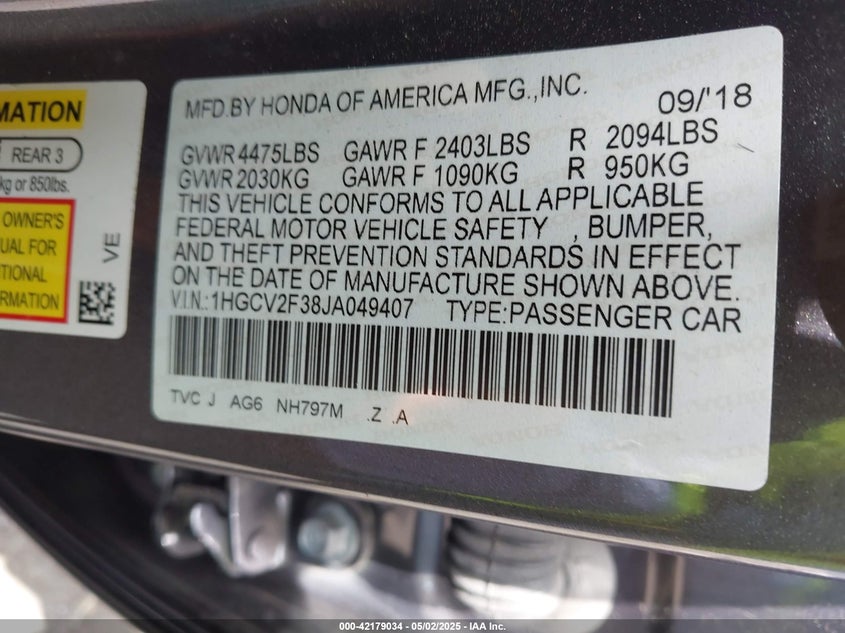 MATION
REAR 3
kg or 850lbs.
OWNER'S
UAL FOR
TIONAL
RMATION
VE
MFD.BY HONDA OF AMERICA MFG.,INC. 09/'18
GVWR 4475LBS GAWR F 2403LBS R 2094LBS
GVWR 2030KG GAWR F 1090KG R 950KG
THIS VEHICLE CONFORMS TO ALL APPLICABLE
FEDERAL MOTOR VEHICLE SAFETY , BUMPER,
AND THEFT PREVENTION STANDARDS IN EFFECT
ON THE DATE OF MANUFACTURE SHOWN ABOVE.
V.I.N.:1HGCV2F38JA049407 TYPE:PASSENGER CAR
TVC J AG6 NH797M .Z .A
000-42179034 - 05/02/2025 - IAA Inc.